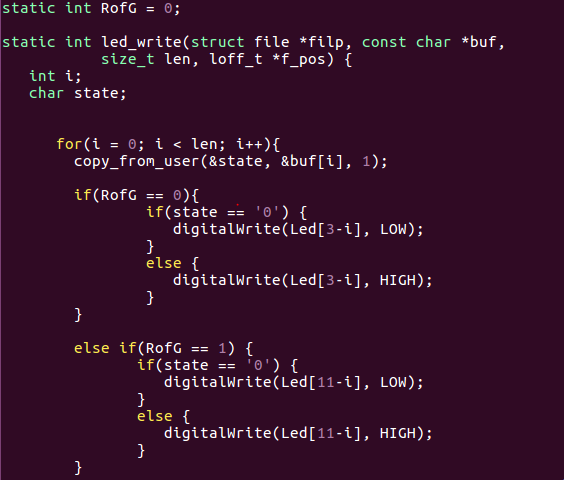 static int RofG = 0;
static int led_write(struct file *filp, const char *buf,
size_t len, loff_t *f_pos) {
int i;
char state;
for(i = 0; i < len; i++){
copy_from_user(&state, &buf[i], 1);
if(RofG == 0){
if(state == '0') {
digitalWrite(Led[3-i], LOW);
}
else {
digitalWrite(Led[3-i], HIGH);
}
}
else if(RofG == 1) {
if(state == '0') {
digitalWrite(Led[11-i], LOW);
}
else {
digitalWrite(Led[11-i], HIGH);
}
}